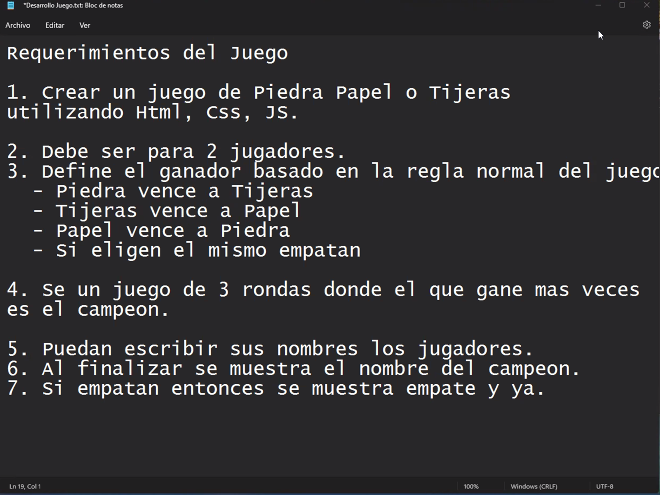 *Desarrollo Juego.txt: Bloc de notas
Archivo Editar Ver
Requerimientos del Juego
1. Crear un juego de Piedra Papel o Tijeras
utilizando Html, Css, JS.
2. Debe ser para 2 jugadores.
3. Define el ganador basado en la regla normal del juego
- Piedra vence a Tijeras
- Tijeras vence a Papel
- Papel vence a Piedra
- Si eligen el mismo empatan
4. Se un juego de 3 rondas donde el que gane mas veces
es el campeon.
5. Puedan escribir sus nombres los jugadores.
6. Al finalizar se muestra el nombre del campeon.
7. Si empatan entonces se muestra empate y ya.
Ln 19, Col 1 100% Windows (CRLF) UTF-8